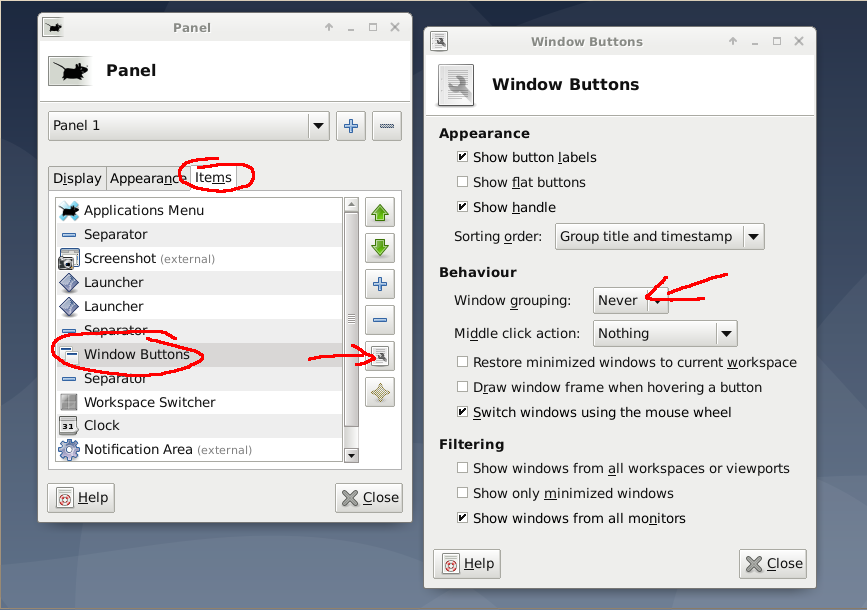 Panel
Panel
Panel 1
Display Appearance Items
Applications Menu
Separator
Screenshot (external)
Launcher
Launcher
Separator
Window Buttons
Separator
Workspace Switcher
31 Clock
Notification Area (external)
Help
Close
Window Buttons
Window Buttons
Appearance
Show button labels
Show flat buttons
Show handle
Sorting order: Group title and timestamp
Behaviour
Window grouping: Never
Middle click action: Nothing
Restore minimized windows to current workspace
Draw window frame when hovering a button
Switch windows using the mouse wheel
Filtering
Show windows from all workspaces or viewports
Show only minimized windows
Show windows from all monitors
Help
Close